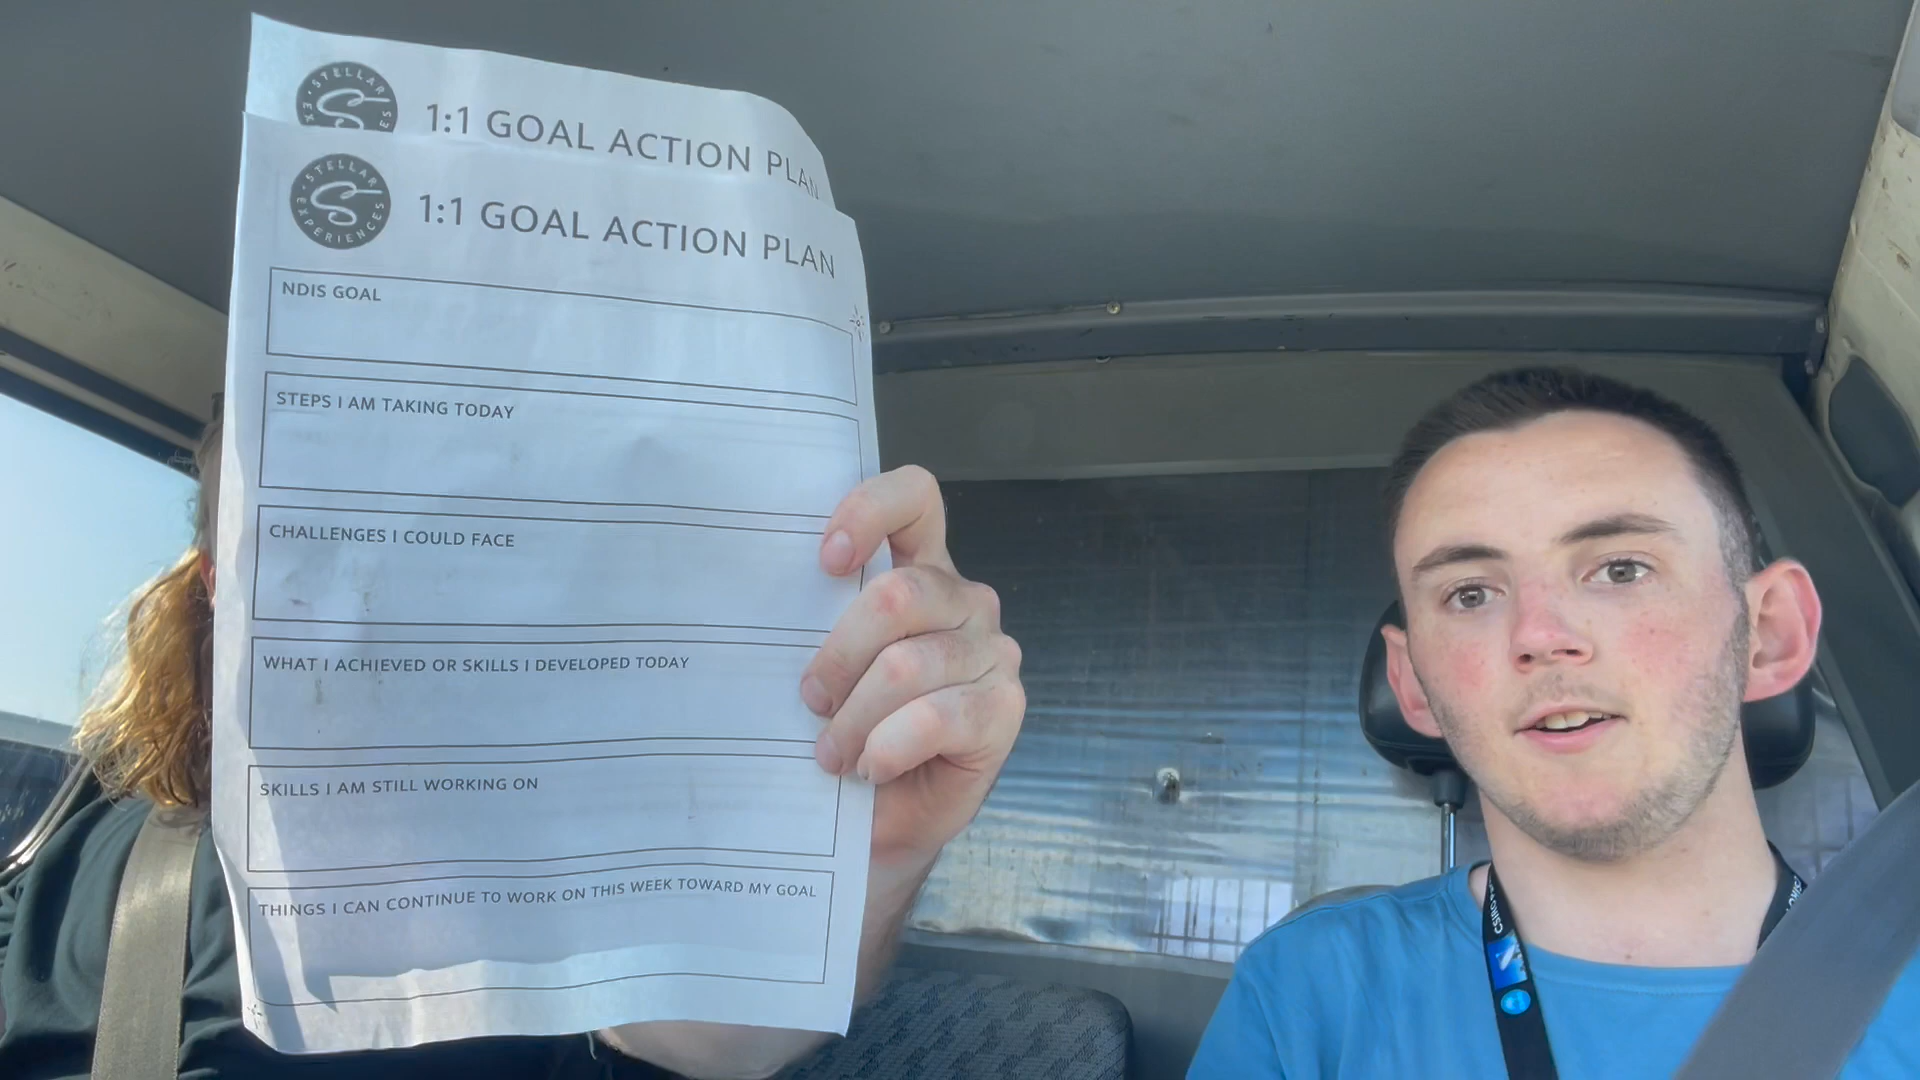 STELLAR
1:1 GOAL ACTION PLAN
STELLAR EXPERIENCES
1:1 GOAL ACTION PLAN
NDIS GOAL
STEPS I AM TAKING TODAY
CHALLENGES I COULD FACE
WHAT I ACHIEVED OR SKILLS I DEVELOPED TODAY
SKILLS I AM STILL WORKING ON
THINGS I CAN CONTINUE TO WORK ON THIS WEEK TOWARD MY GOAL
CSIRO